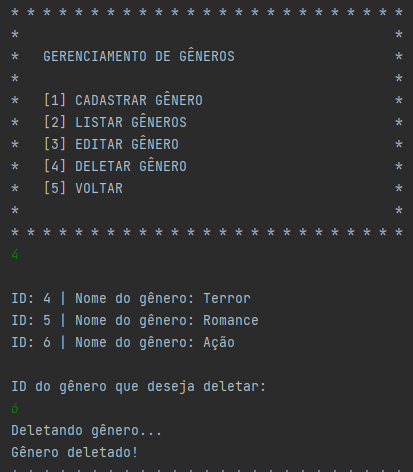 * * * * * * * * * * * * * * * * * * * * * * * * *
*                                               *
*   GERENCIAMENTO DE GÊNEROS                    *
*                                               *
*   [1] CADASTRAR GÊNERO                        *
*   [2] LISTAR GÊNEROS                          *
*   [3] EDITAR GÊNERO                           *
*   [4] DELETAR GÊNERO                          *
*   [5] VOLTAR                                  *
*                                               *
* * * * * * * * * * * * * * * * * * * * * * * * *
4
ID: 4 | Nome do gênero: Terror
ID: 5 | Nome do gênero: Romance
ID: 6 | Nome do gênero: Ação
ID do gênero que deseja deletar:
6
Deletando gênero...
Gênero deletado!